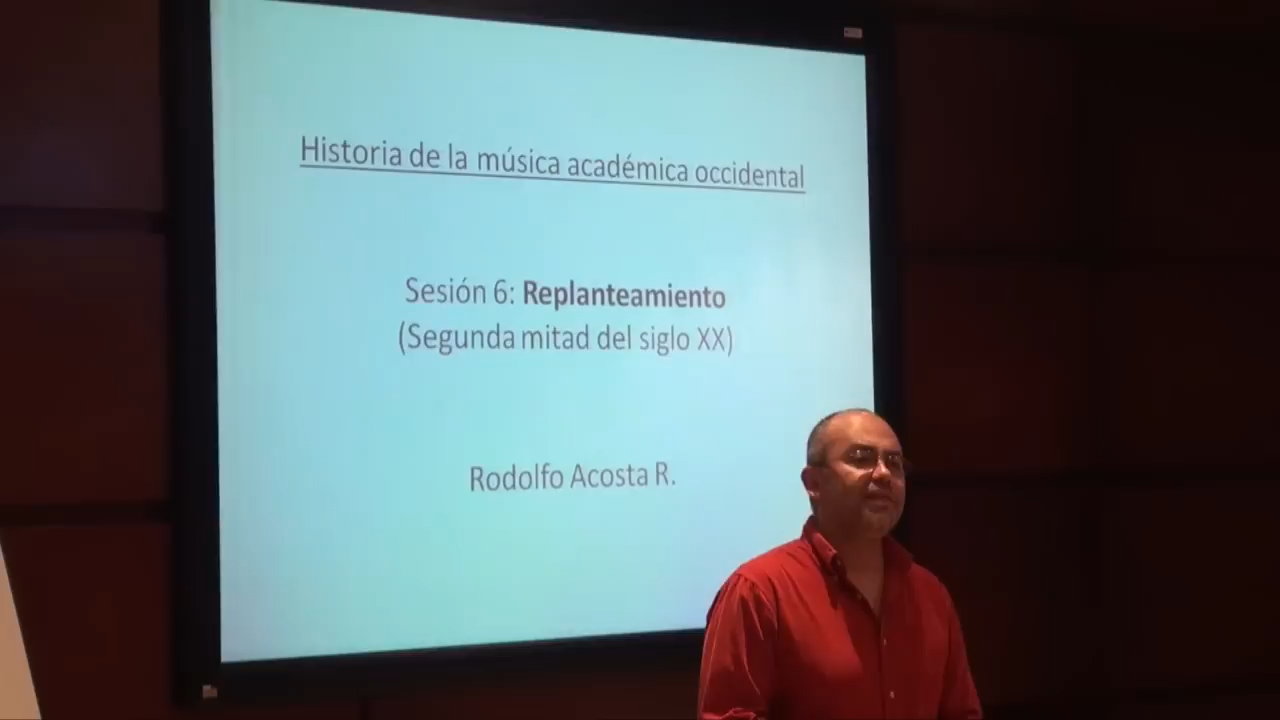 Historia de la música académica occidental
Sesión 6: Replanteamiento
(Segunda mitad del siglo XX)
Rodolfo Acosta R.